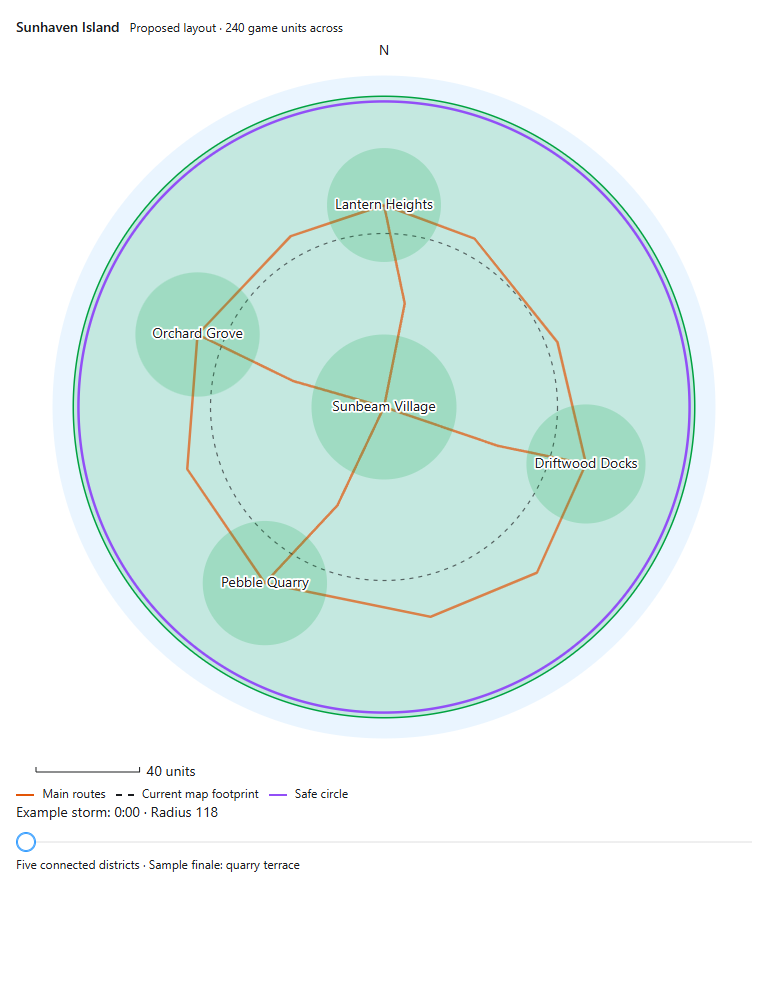 Sunhaven Island Proposed layout · 240 game units across
N
Lantern Heights
Orchard Grove
Sunbeam Village
Driftwood Docks
Pebble Quarry
40 units
Main routes Current map footprint Safe circle
Example storm: 0:00 · Radius 118
Five connected districts · Sample finale: quarry terrace